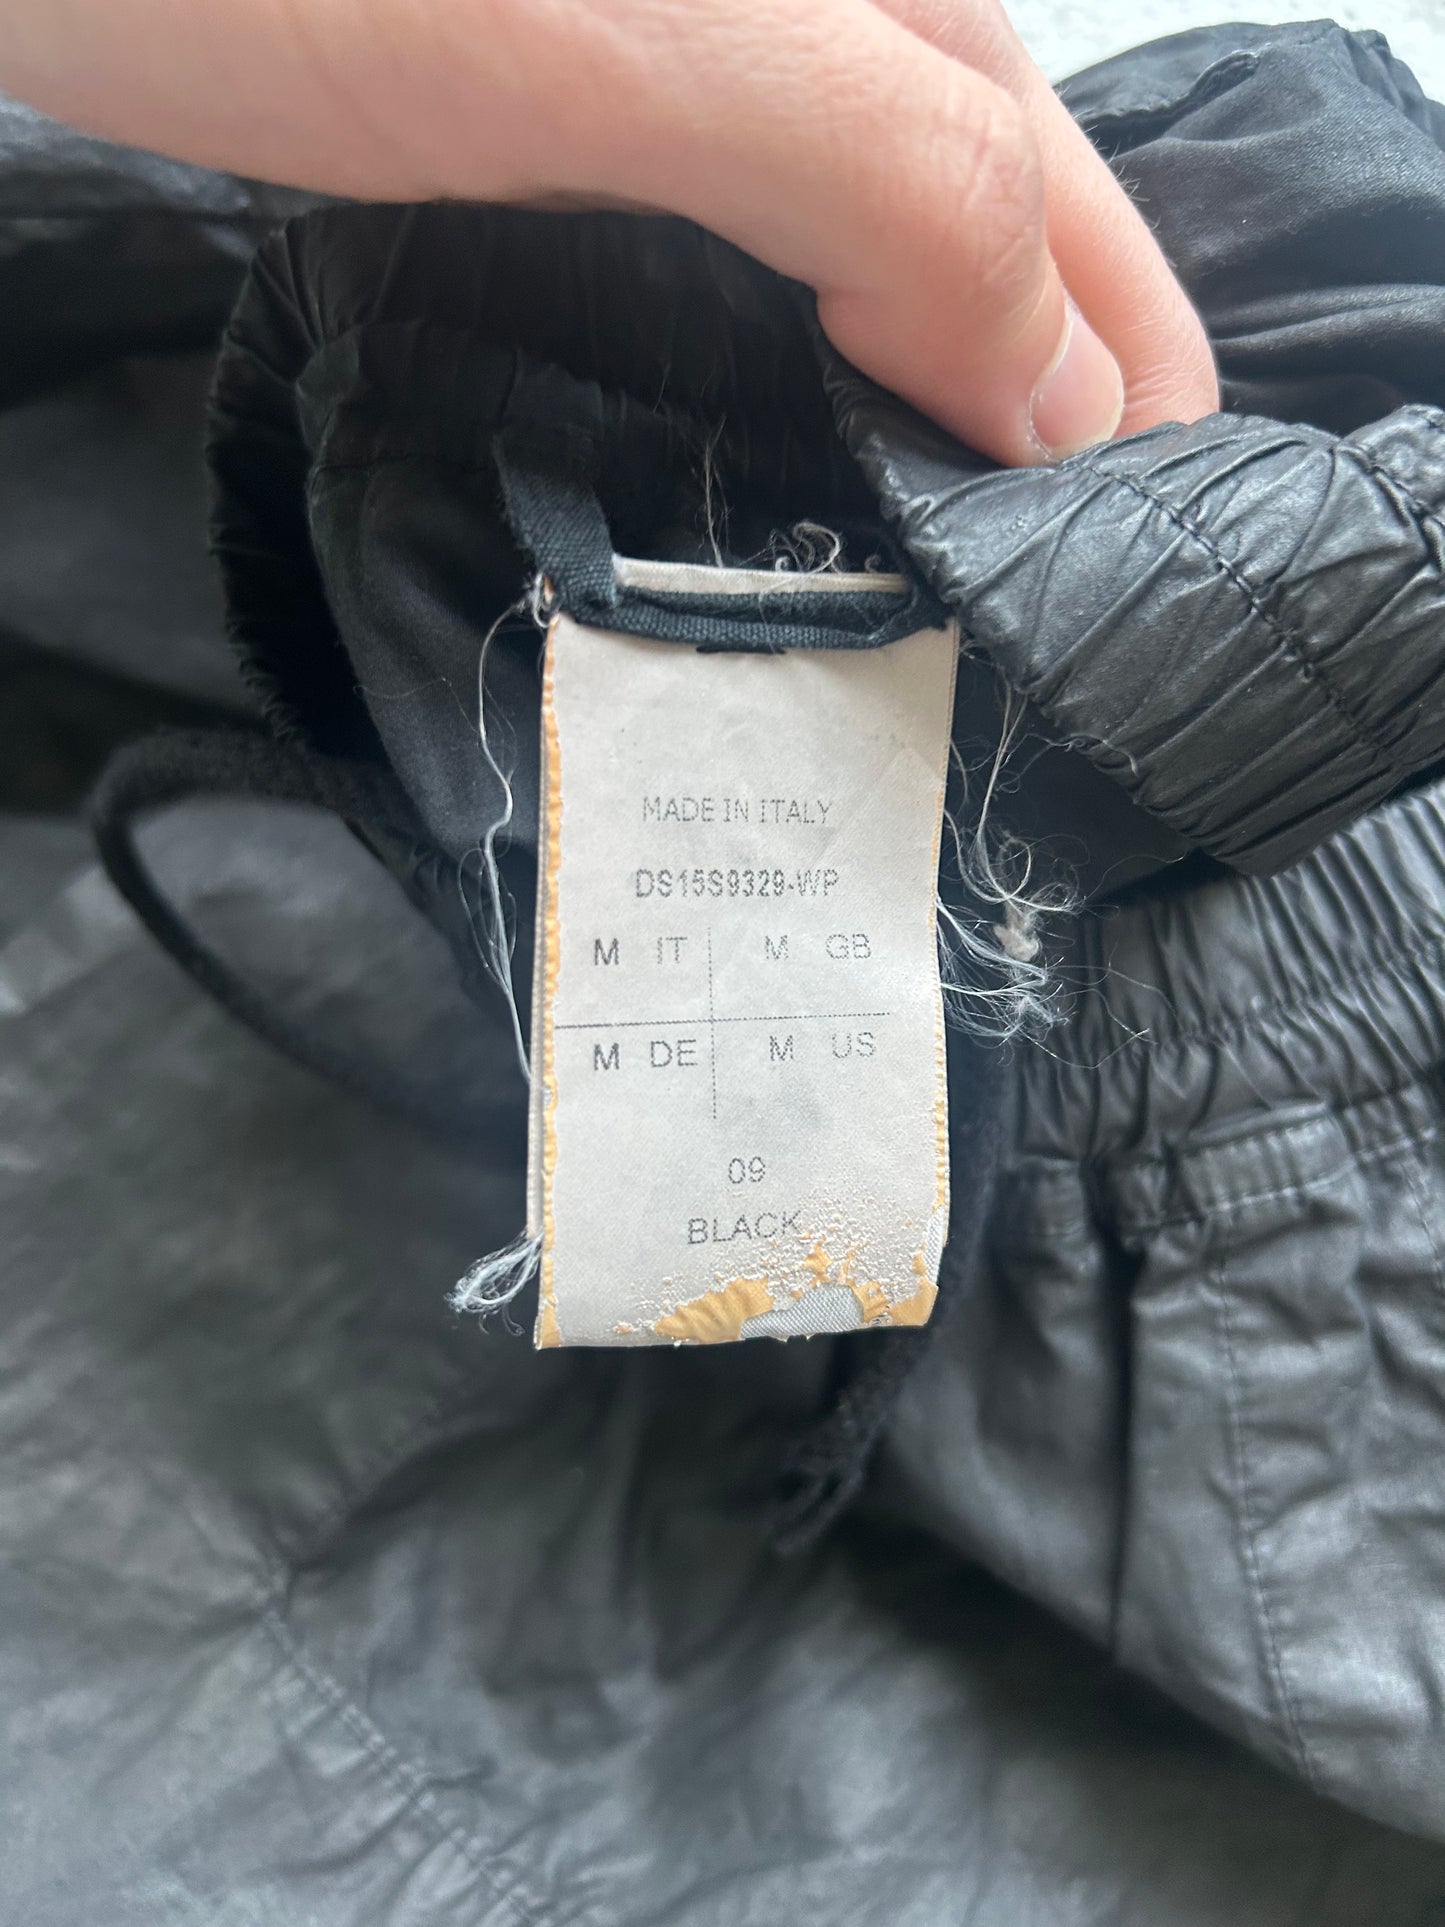 MADE IN ITALY
DS15S9329-WP
M IT M GB
M DE M US
09
BLACK